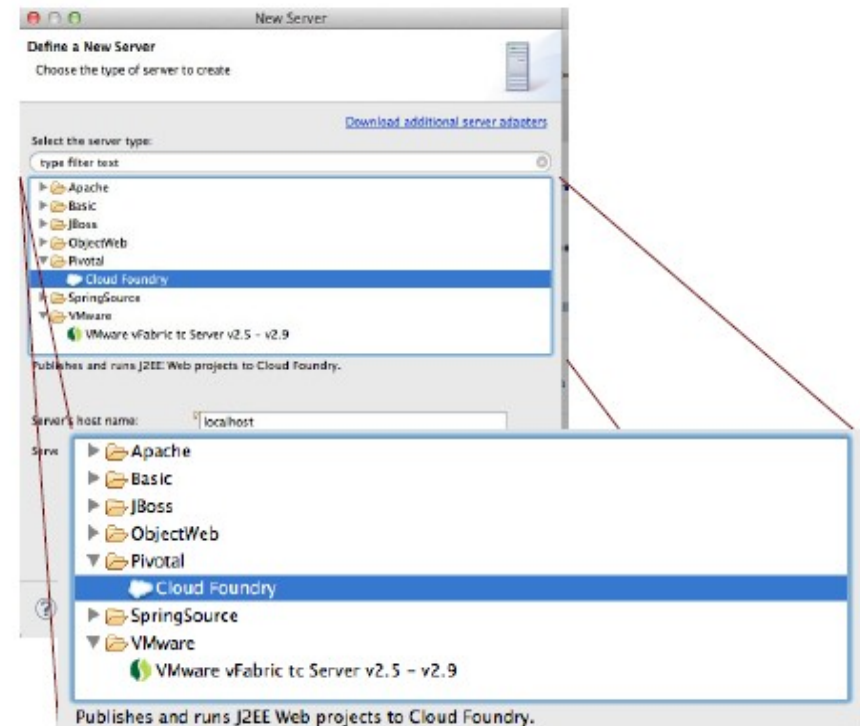 New Server
Define a New Server
Choose the type of server to create
Download additional server adapters
Select the server type:
type filter text
Apache
Basic
JBoss
ObjectWeb
Pivotal
Cloud Foundry
SpringSource
VMware
VMware vFabric tc Server v2.5 – v2.9
Publishes and runs J2EE Web projects to Cloud Foundry.
Server's host name:
localhost
Serve
Apache
Basic
JBoss
ObjectWeb
Pivotal
Cloud Foundry
SpringSource
VMware
VMware vFabric tc Server v2.5 – v2.9
Publishes and runs J2EE Web projects to Cloud Foundry.